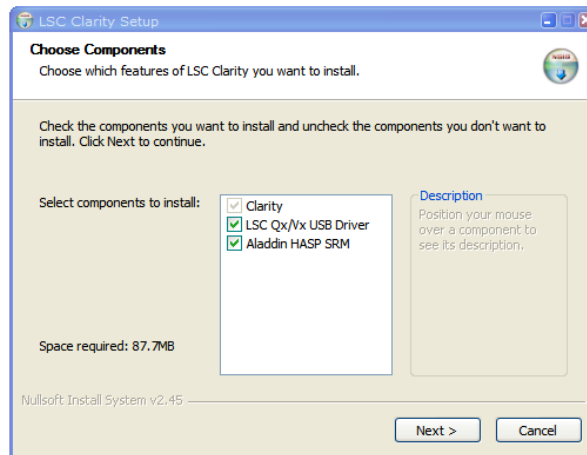 LSC Clarity Setup
Choose Components
Choose which features of LSC Clarity you want to install.
Check the components you want to install and uncheck the components you don't want to
install. Click Next to continue.
Select components to install:
Clarity
LSC Qx/Vx USB Driver
Aladdin HASP SRM
Description
Position your mouse
over a component to
see its description.
Space required: 87.7MB
Nullsoft Install System v2.45
Next >
Cancel